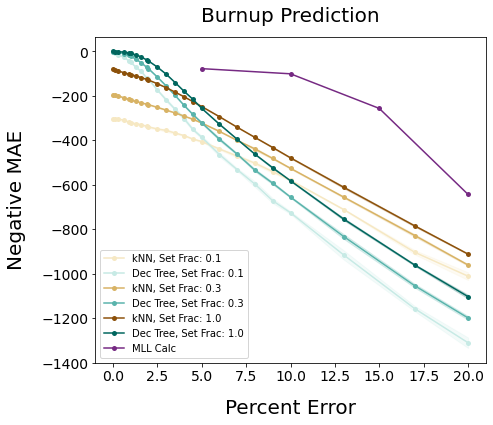 Burnup Prediction
0
−200
−400
−600
−800
−1000
−1200
−1400
Negative MAE
kNN, Set Frac: 0.1
Dec Tree, Set Frac: 0.1
kNN, Set Frac: 0.3
Dec Tree, Set Frac: 0.3
kNN, Set Frac: 1.0
Dec Tree, Set Frac: 1.0
MLL Calc
0.0 2.5 5.0 7.5 10.0 12.5 15.0 17.5 20.0
Percent Error